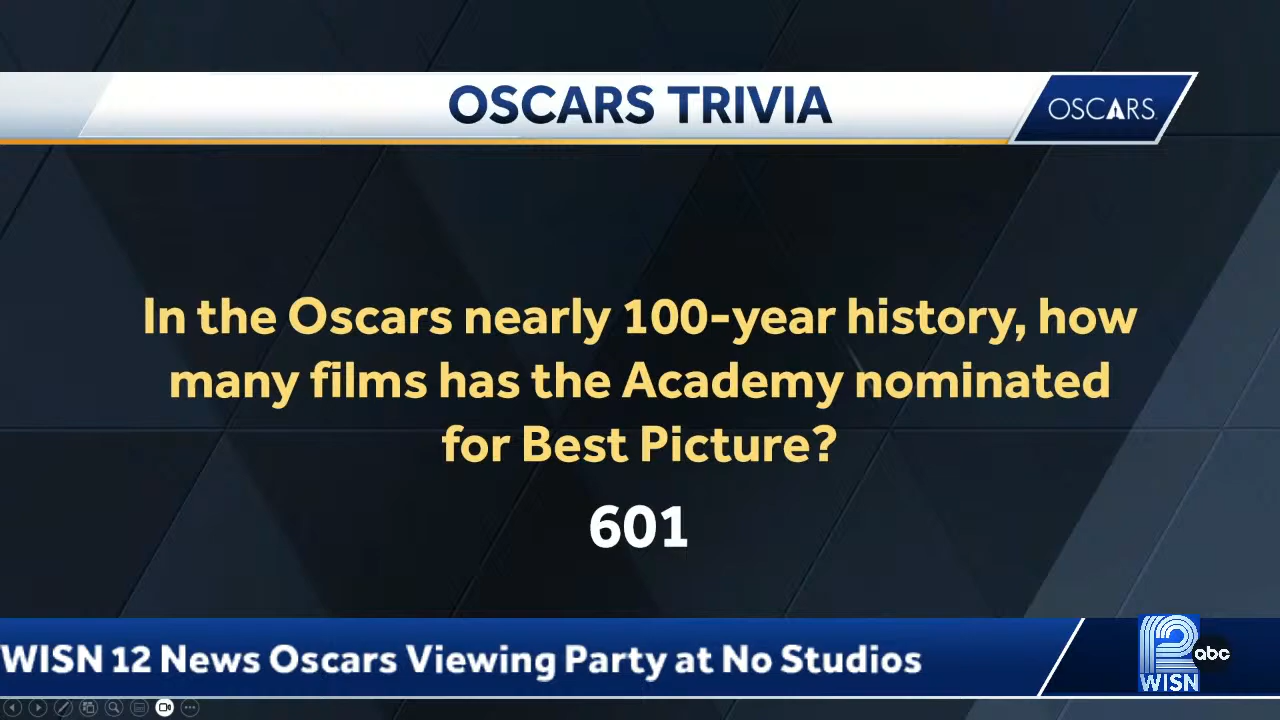 OSCARS TRIVIA
OSCARS
In the Oscars nearly 100-year history, how
many films has the Academy nominated
for Best Picture?
601
WISN 12 News Oscars Viewing Party at No Studios
12
abc
WISN